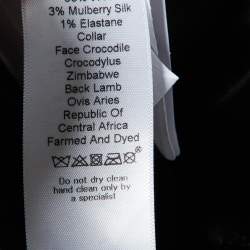 3% Mulberry Silk
1% Elastane
Collar
Face Crocodile
Crocodylus
Zimbabwe
Back Lamb
Ovis Aries
Republic Of
Central Africa
Farmed And Dyed
Do not dry clean
hand clean only by
a specialist